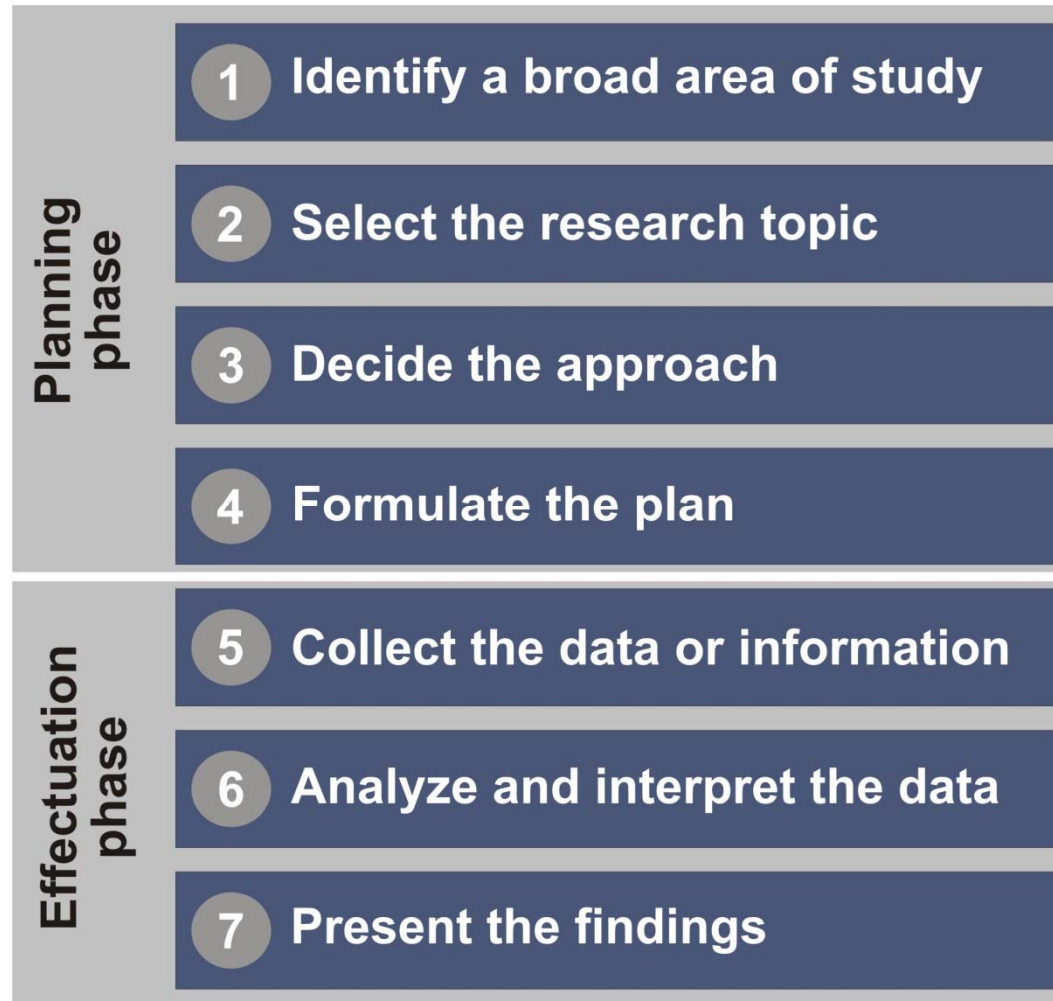 Planning
phase
1 Identify a broad area of study
2 Select the research topic
3 Decide the approach
4 Formulate the plan
Effectuation
phase
5 Collect the data or information
6 Analyze and interpret the data
7 Present the findings